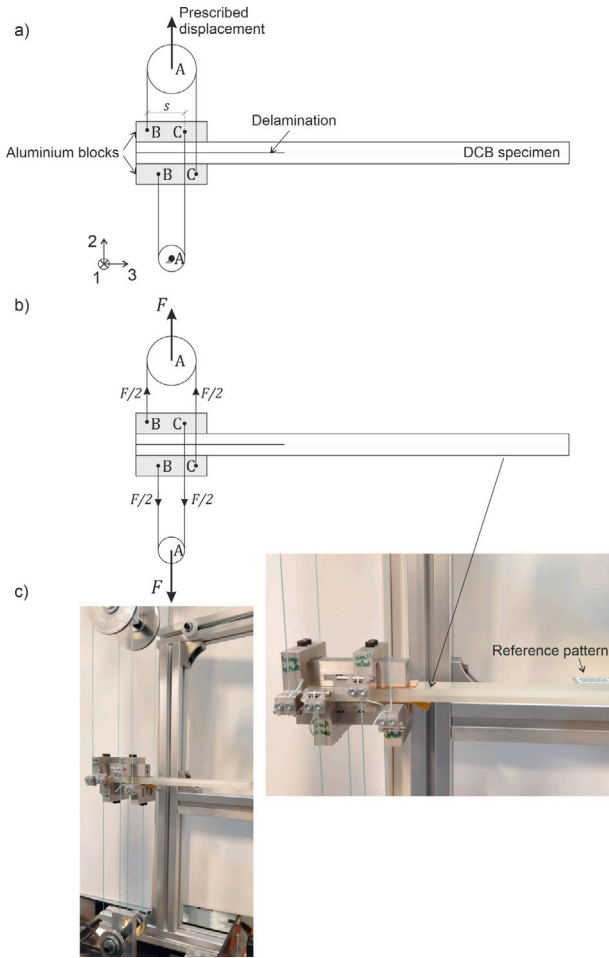 a)
Prescribed
displacement
A
s
B
C
Delamination
Aluminium blocks
DCB specimen
B
C
2
1
3
A
b)
F
A
F/2
F/2
B
C
B
C
F/2
F/2
A
F
c)
Reference pattern